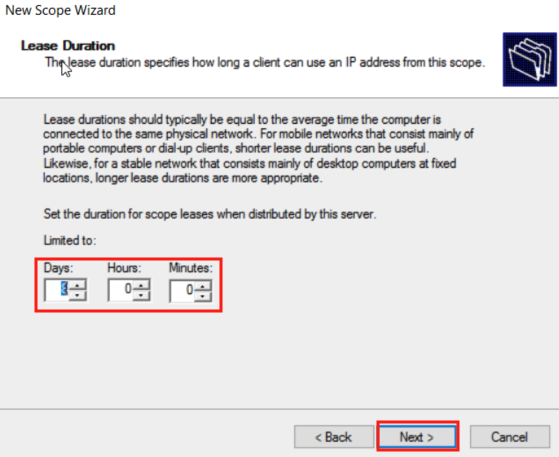 New Scope Wizard
Lease Duration
The lease duration specifies how long a client can use an IP address from this scope.
Lease durations should typically be equal to the average time the computer is
connected to the same physical network. For mobile networks that consist mainly of
portable computers or dial-up clients, shorter lease durations can be useful.
Likewise, for a stable network that consists mainly of desktop computers at fixed
locations, longer lease durations are more appropriate.
Set the duration for scope leases when distributed by this server.
Limited to:
Days: Hours: Minutes:
0 0
< Back Next > Cancel